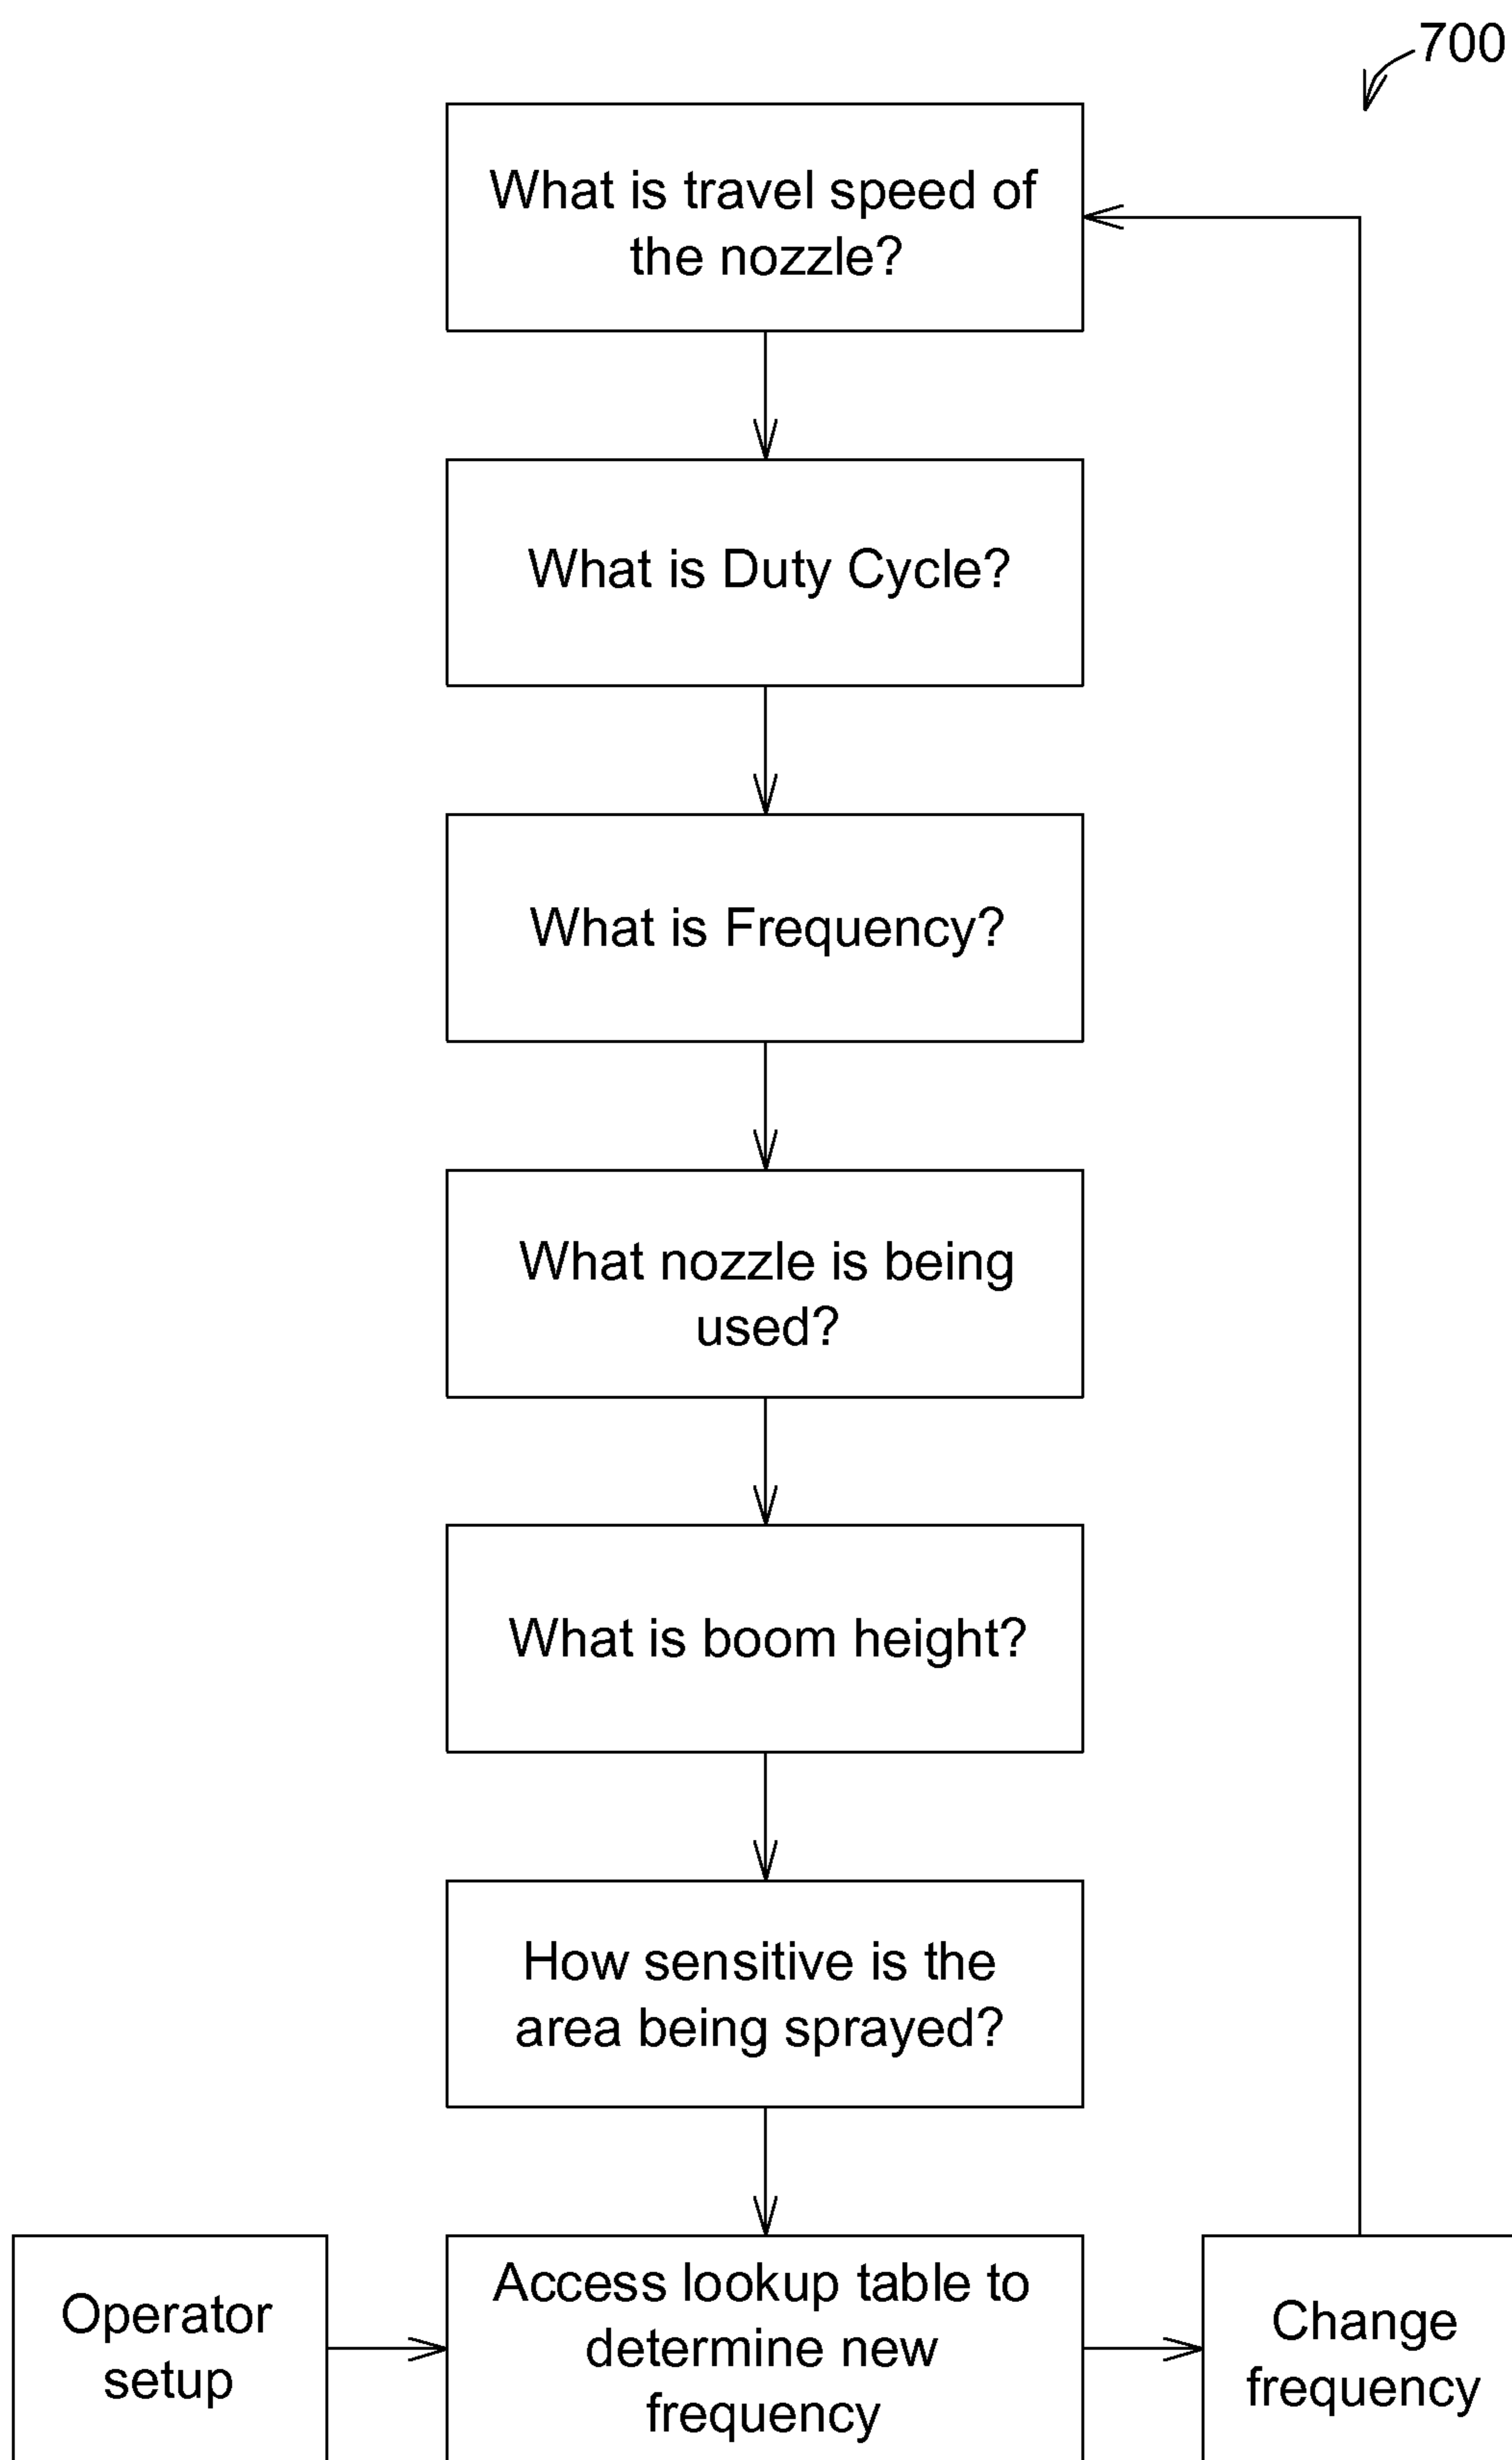 700
What is travel speed of
the nozzle?
What is Duty Cycle?
What is Frequency?
What nozzle is being
used?
What is boom height?
How sensitive is the
area being sprayed?
Operator
setup
Access lookup table to
determine new
frequency
Change
frequency